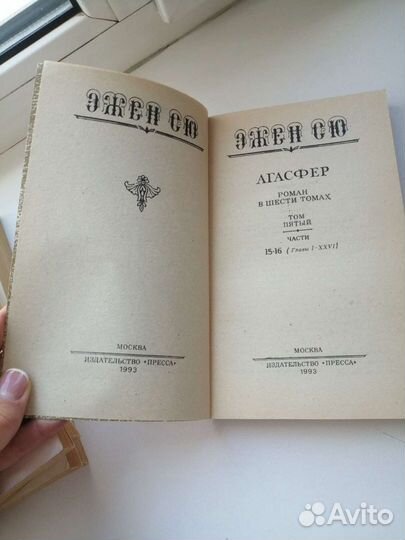 ЭЖЕН СЮ
МОСКВА
ИЗДАТЕЛЬСТВО «ПРЕССА»
1993
ЭЖЕН СЮ
АГАСФЕР
РОМАН
В ШЕСТИ ТОМАХ
ТОМ
ПЯТЫЙ
ЧАСТИ
15-16 (Главы I-XXVI)
МОСКВА
ИЗДАТЕЛЬСТВО «ПРЕССА»
1993
Avito